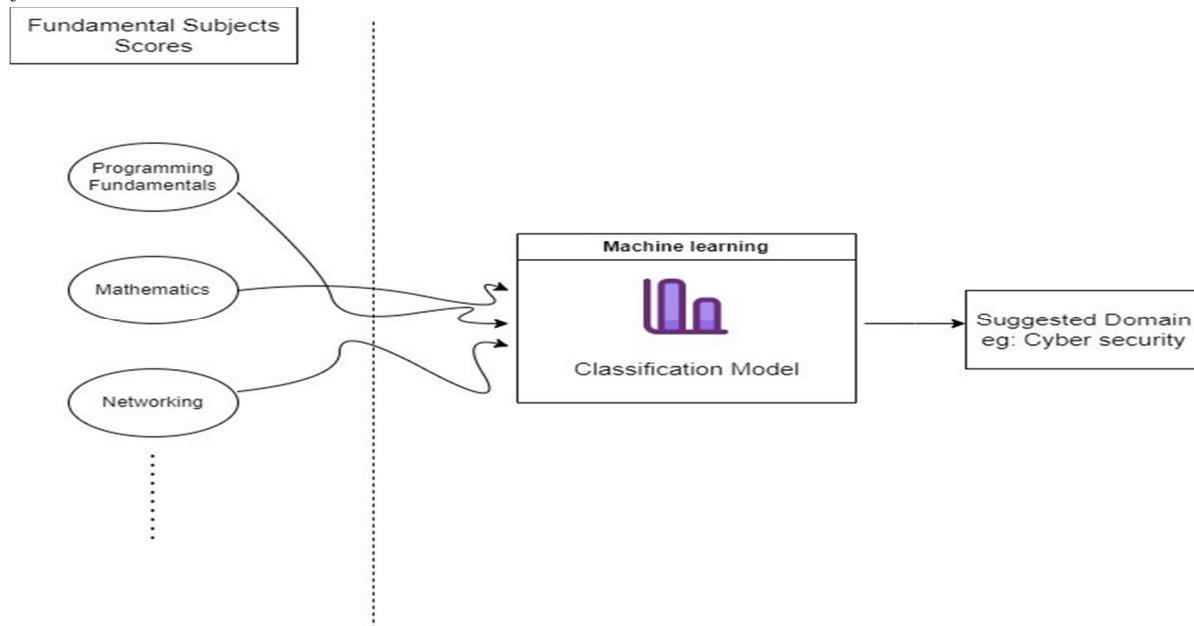 Fundamental Subjects
Scores
Programming
Fundamentals
Mathematics
Networking
Machine learning
Classification Model
Suggested Domain
eg: Cyber security